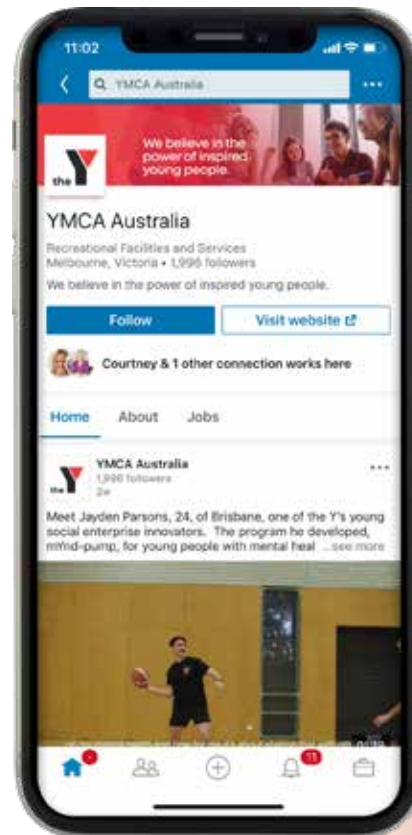 11:02
YMCA Australia
We believe in the
power of inspired
young people.
the Y
YMCA Australia
Recreational Facilities and Services
Melbourne, Victoria • 1,996 followers
We believe in the power of inspired young people.
Follow
Visit website
Courtney & 1 other connection works here
Home
About
Jobs
the Y
YMCA Australia
1,996 followers
2w
Meet Jayden Parsons, 24, of Brisbane, one of the Y's young
social enterprise innovators. The program he developed,
mYnd-pump, for young people with mental heal ...see more
11